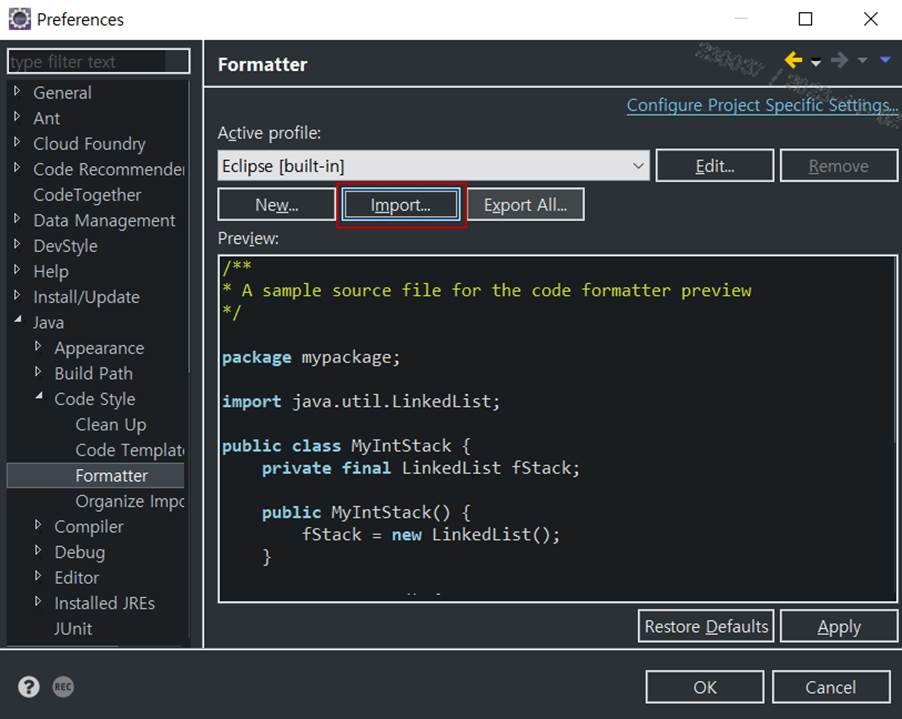 Preferences
type filter text
General
Ant
Cloud Foundry
Code Recommender
CodeTogether
Data Management
DevStyle
Help
Install/Update
Java
Appearance
Build Path
Code Style
Clean Up
Code Template
Formatter
Organize Impo
Compiler
Debug
Editor
Installed JREs
JUnit
Formatter
Configure Project Specific Settings...
Active profile:
Eclipse [built-in]
Edit...
Remove
New...
Import...
Export All...
Preview:
/**
* A sample source file for the code formatter preview
*/
package mypackage;
import java.util.LinkedList;
public class MyIntStack {
private final LinkedList fStack;
public MyIntStack() {
fStack = new LinkedList();
}
Restore Defaults
Apply
REC
OK
Cancel